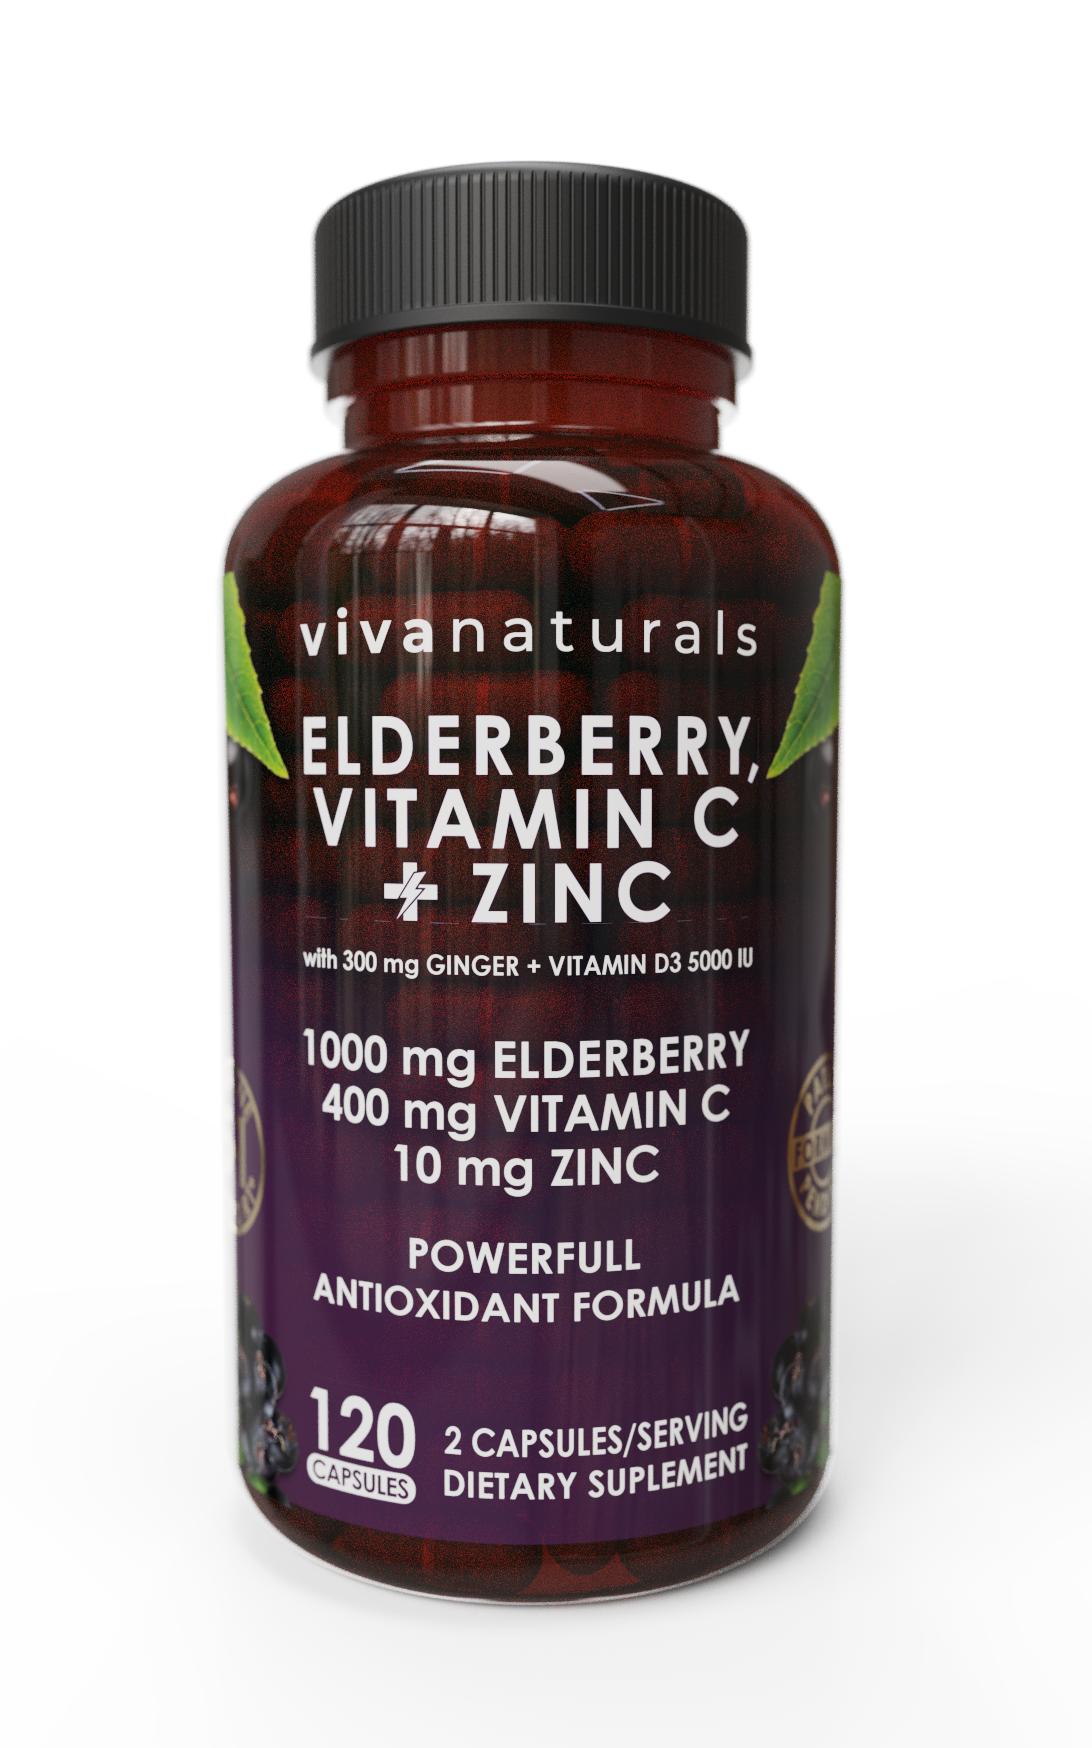 vivanaturals
ELDERBERRY,
VITAMIN C
+ ZINC
with 300 mg GINGER + VITAMIN D3 5000 IU
1000 mg ELDERBERRY
400 mg VITAMIN C
10 mg ZINC
POWERFULL
ANTIOXIDANT FORMULA
120
CAPSULES
2 CAPSULES/SERVING
DIETARY SUPLEMENT